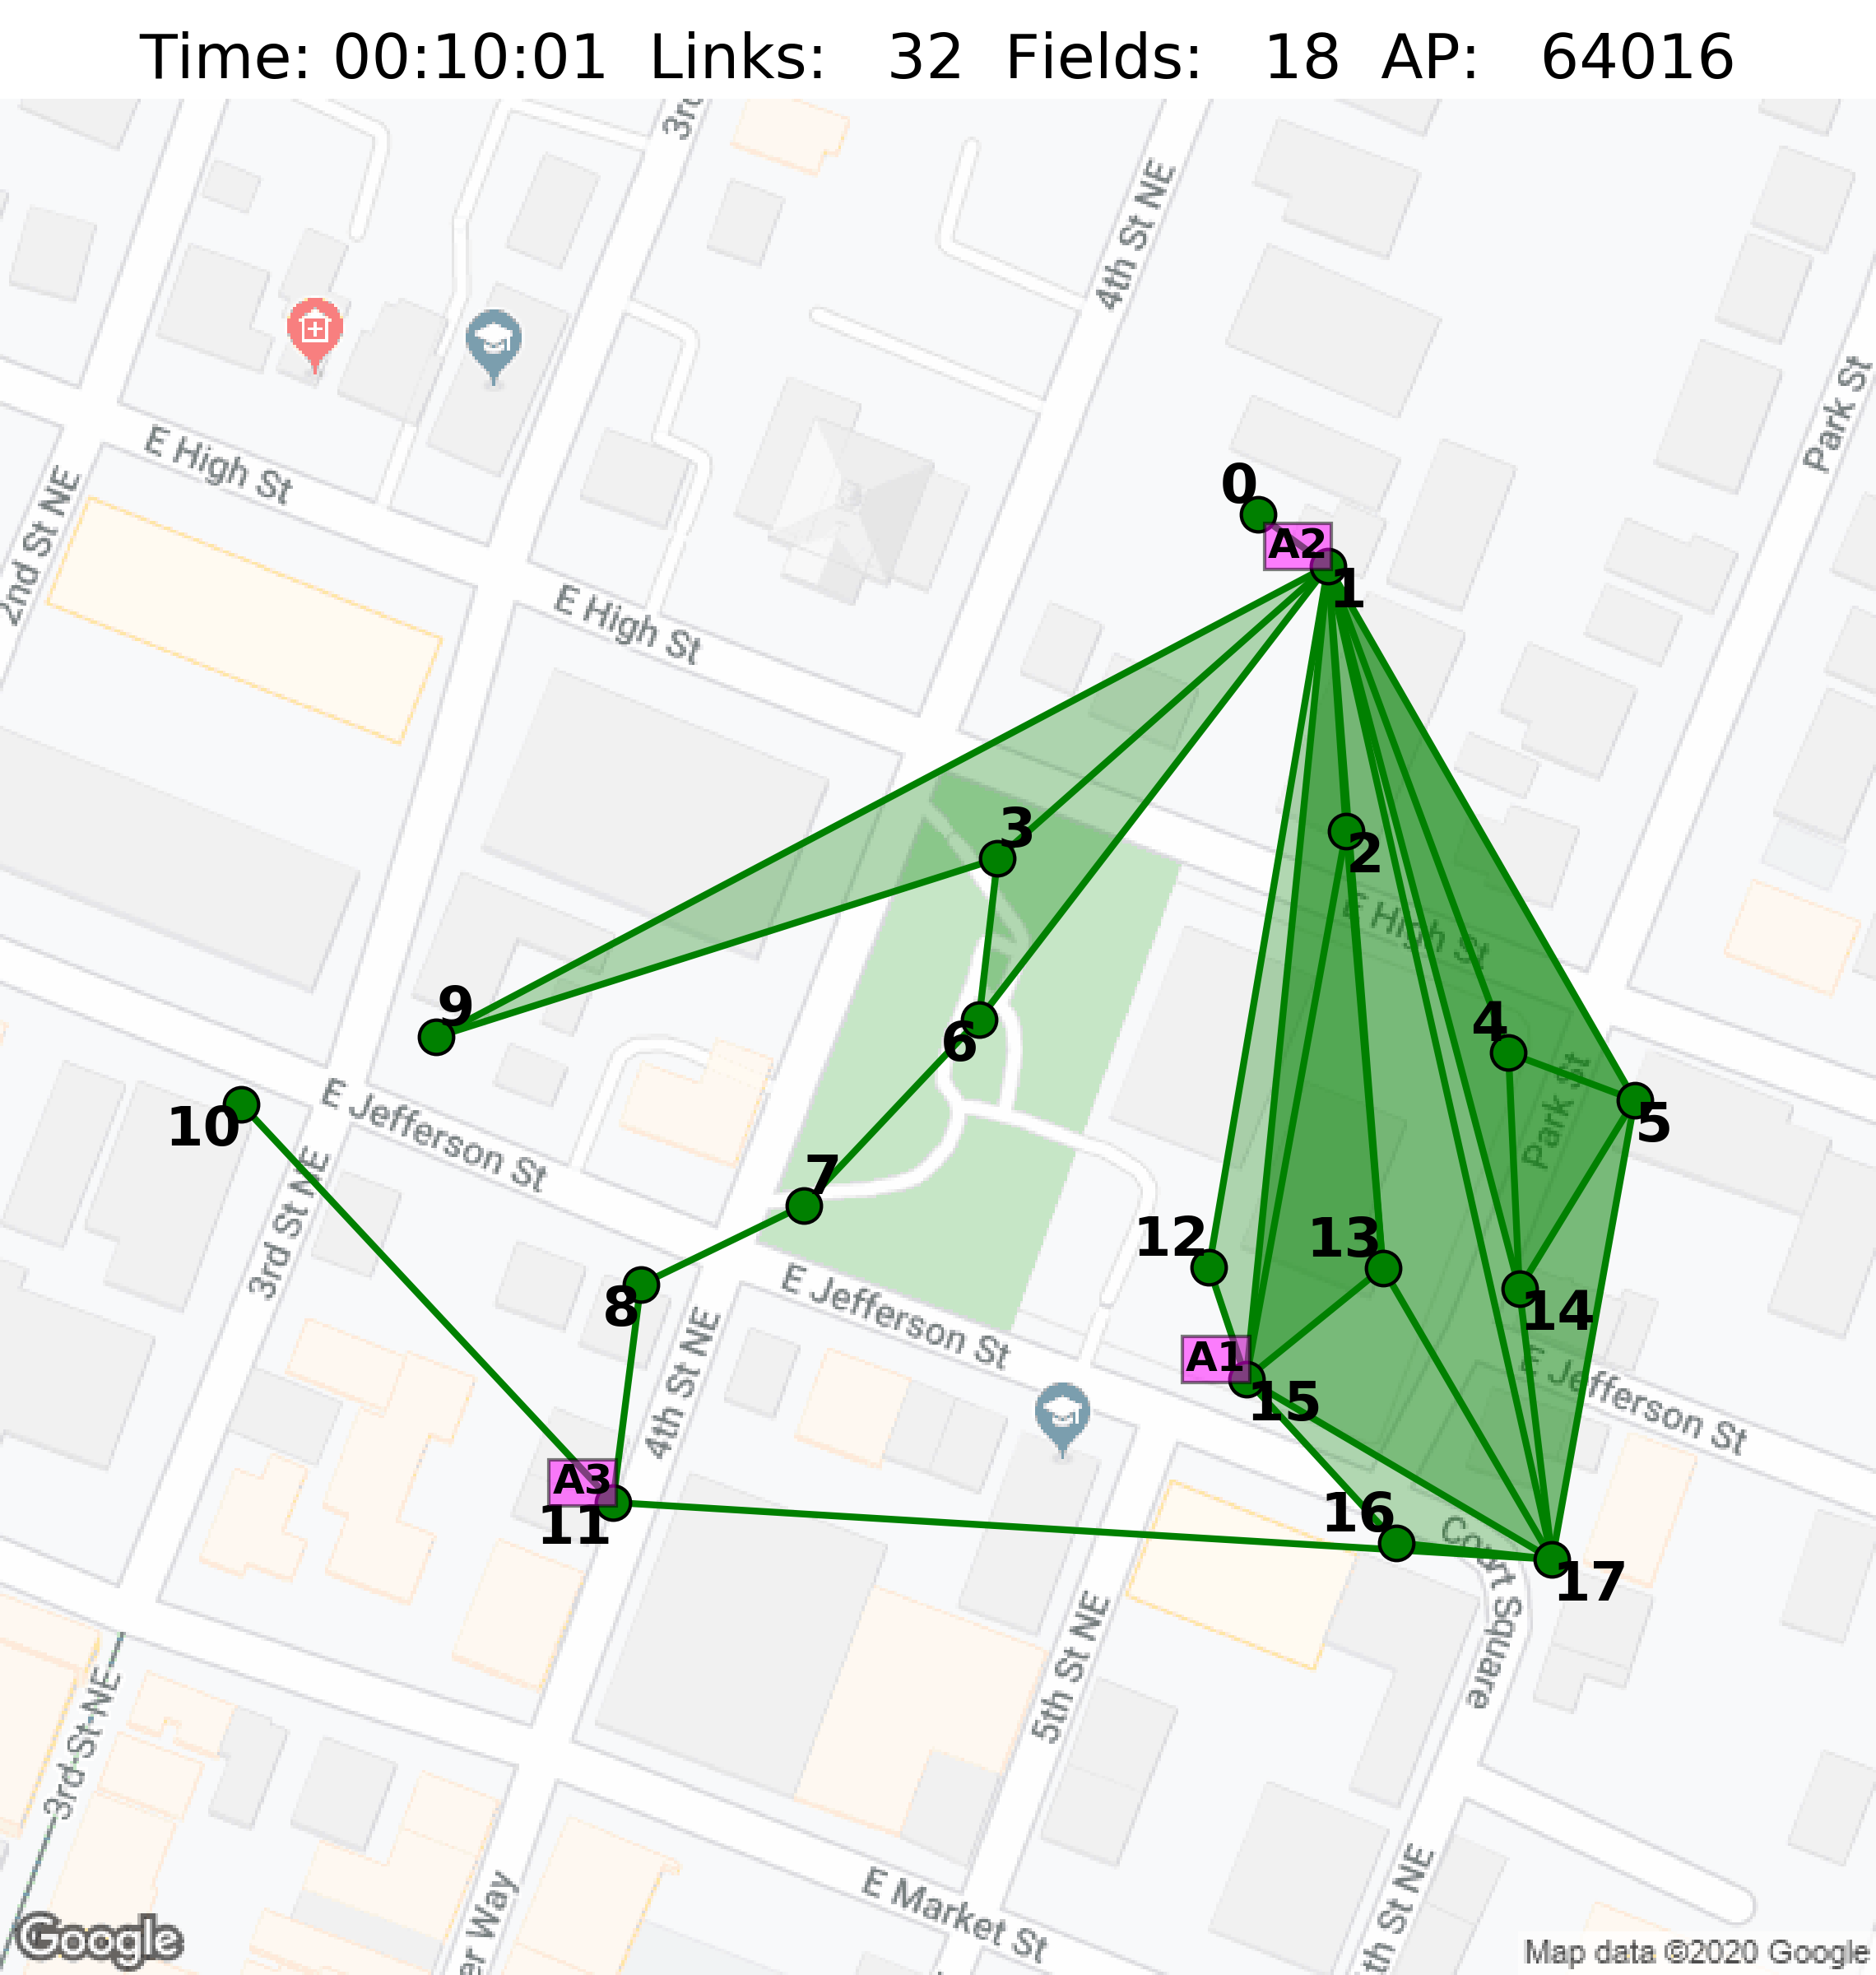 Time: 00:10:01 Links: 32 Fields: 18 AP: 64016
4th St NE
Park St
E High St
2nd St NE
0
A2
1
E High St
3
2
E High St
9
6
4
Park St
5
10
E Jefferson St
3rd St NE
7
12
13
8
E Jefferson St
14
E Jefferson St
4th St NE
A1
15
A3
11
16
Court Square
17
5th St NE
3rd St NE
E Market St
Google
er Way
th St NE
Map data ©2020 Google